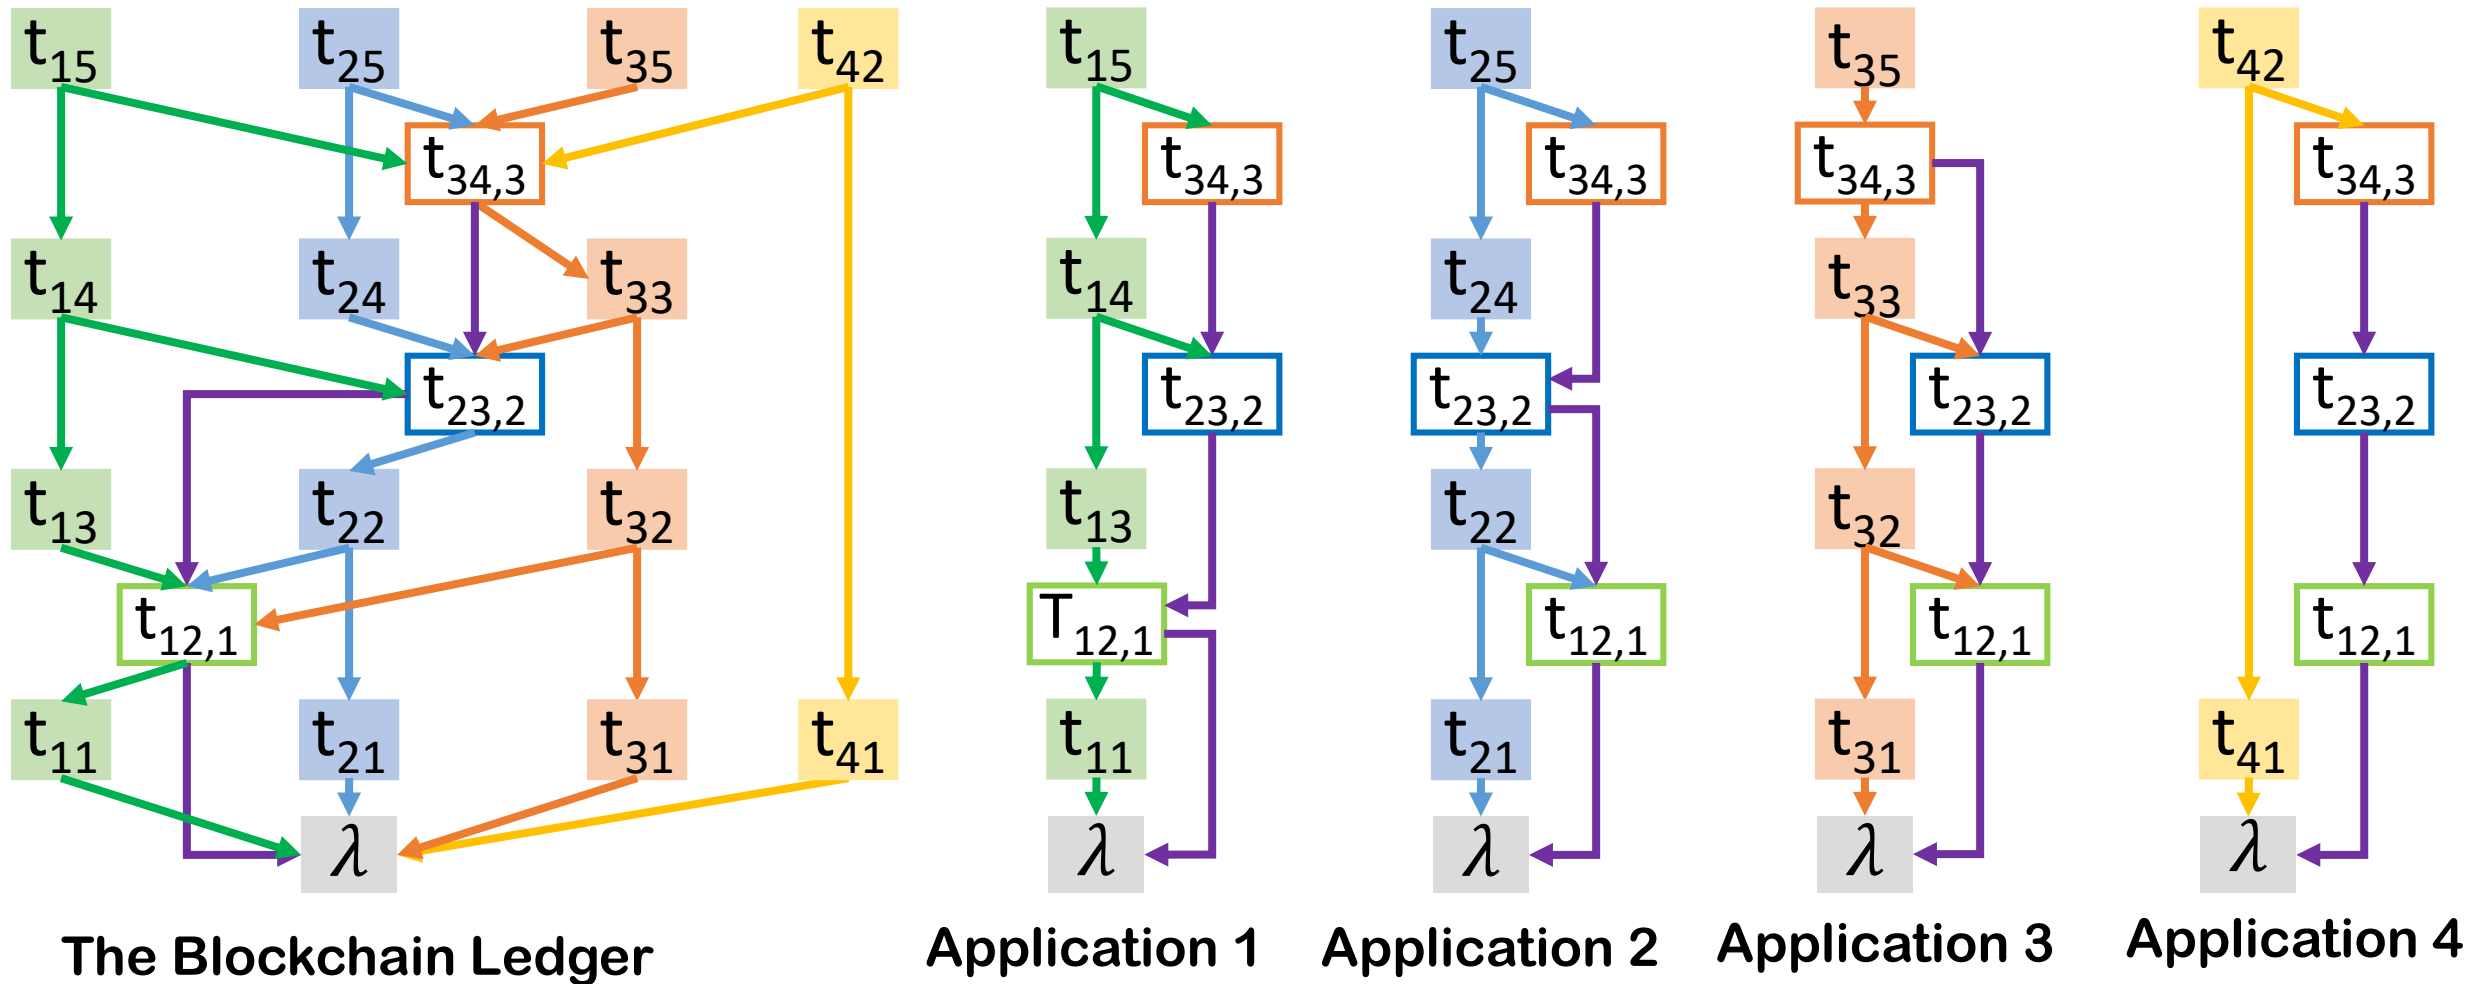 t15 t25 t35 t42 t15 t25 t35 t42
t34,3 t34,3 t34,3 t34,3 t34,3
t14 t24 t33 t14 t24 t33
t23,2 t23,2 t23,2 t23,2 t23,2
t13 t22 t32 t13 t22 t32
t12,1 T12,1 t12,1 t12,1 t12,1
t11 t21 t31 t41 t11 t21 t31 t41
λ λ λ λ λ
The Blockchain Ledger Application 1 Application 2 Application 3 Application 4